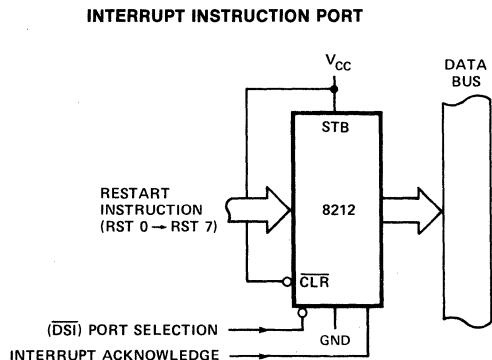 INTERRUPT INSTRUCTION PORT
VCC
DATA
BUS
STB
RESTART
INSTRUCTION
(RST 0 → RST 7)
8212
CLR
(DSI) PORT SELECTION
GND
INTERRUPT ACKNOWLEDGE